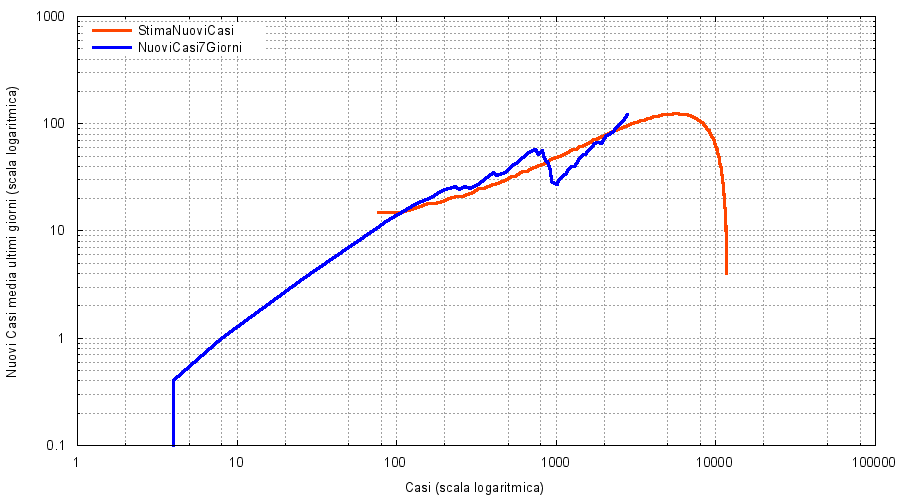 1000
100
10
1
0.1
StimaNuoviCasi
NuoviCasi7Giorni
Nuovi Casi media ultimi giorni (scala logaritmica)
1 10 100 1000 10000 100000
Casi (scala logaritmica)